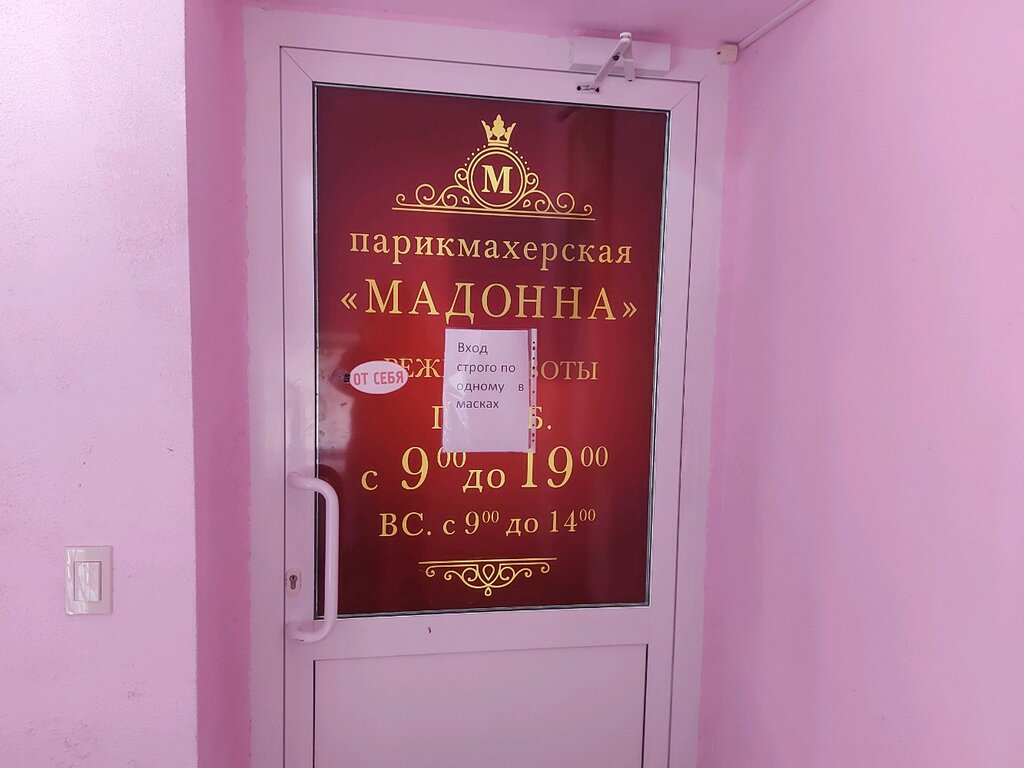 М
парикмахерская
«МАДОННА»
Вход
строго по
одному в
масках
ОТ СЕБЯ
с 9⁰⁰ до 19⁰⁰
ВС. с 9⁰⁰ до 14⁰⁰